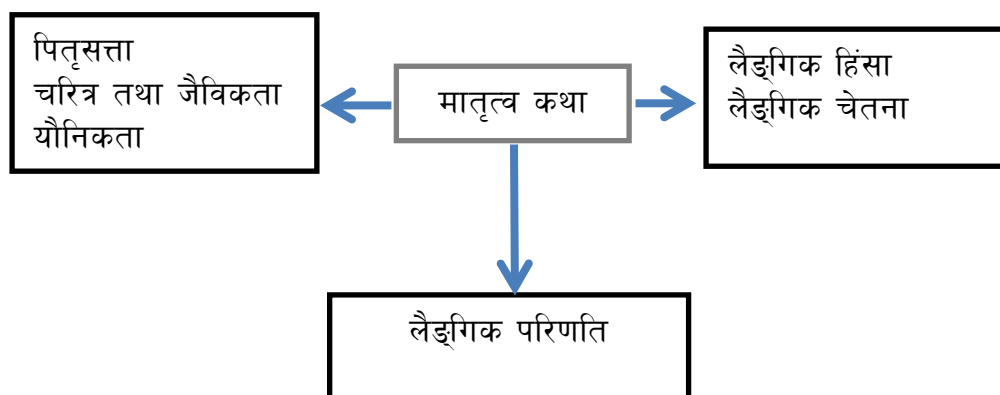 पितृसत्ता
चरित्र तथा जैविकता
यौनिकता
मातृत्व कथा
लैङ्गिक हिंसा
लैङ्गिक चेतना
लैङ्गिक परिणति